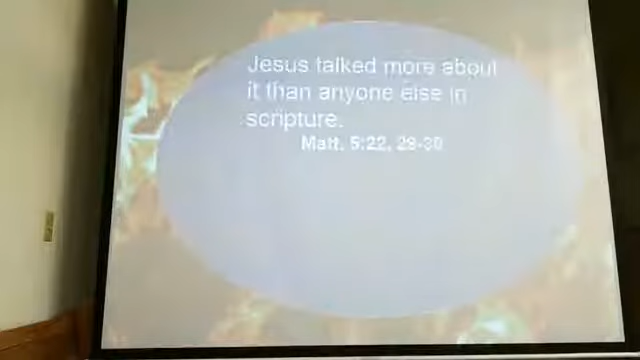 Jesus talked more about
it than anyone else in
scripture.
Matt. 5:22, 29-30